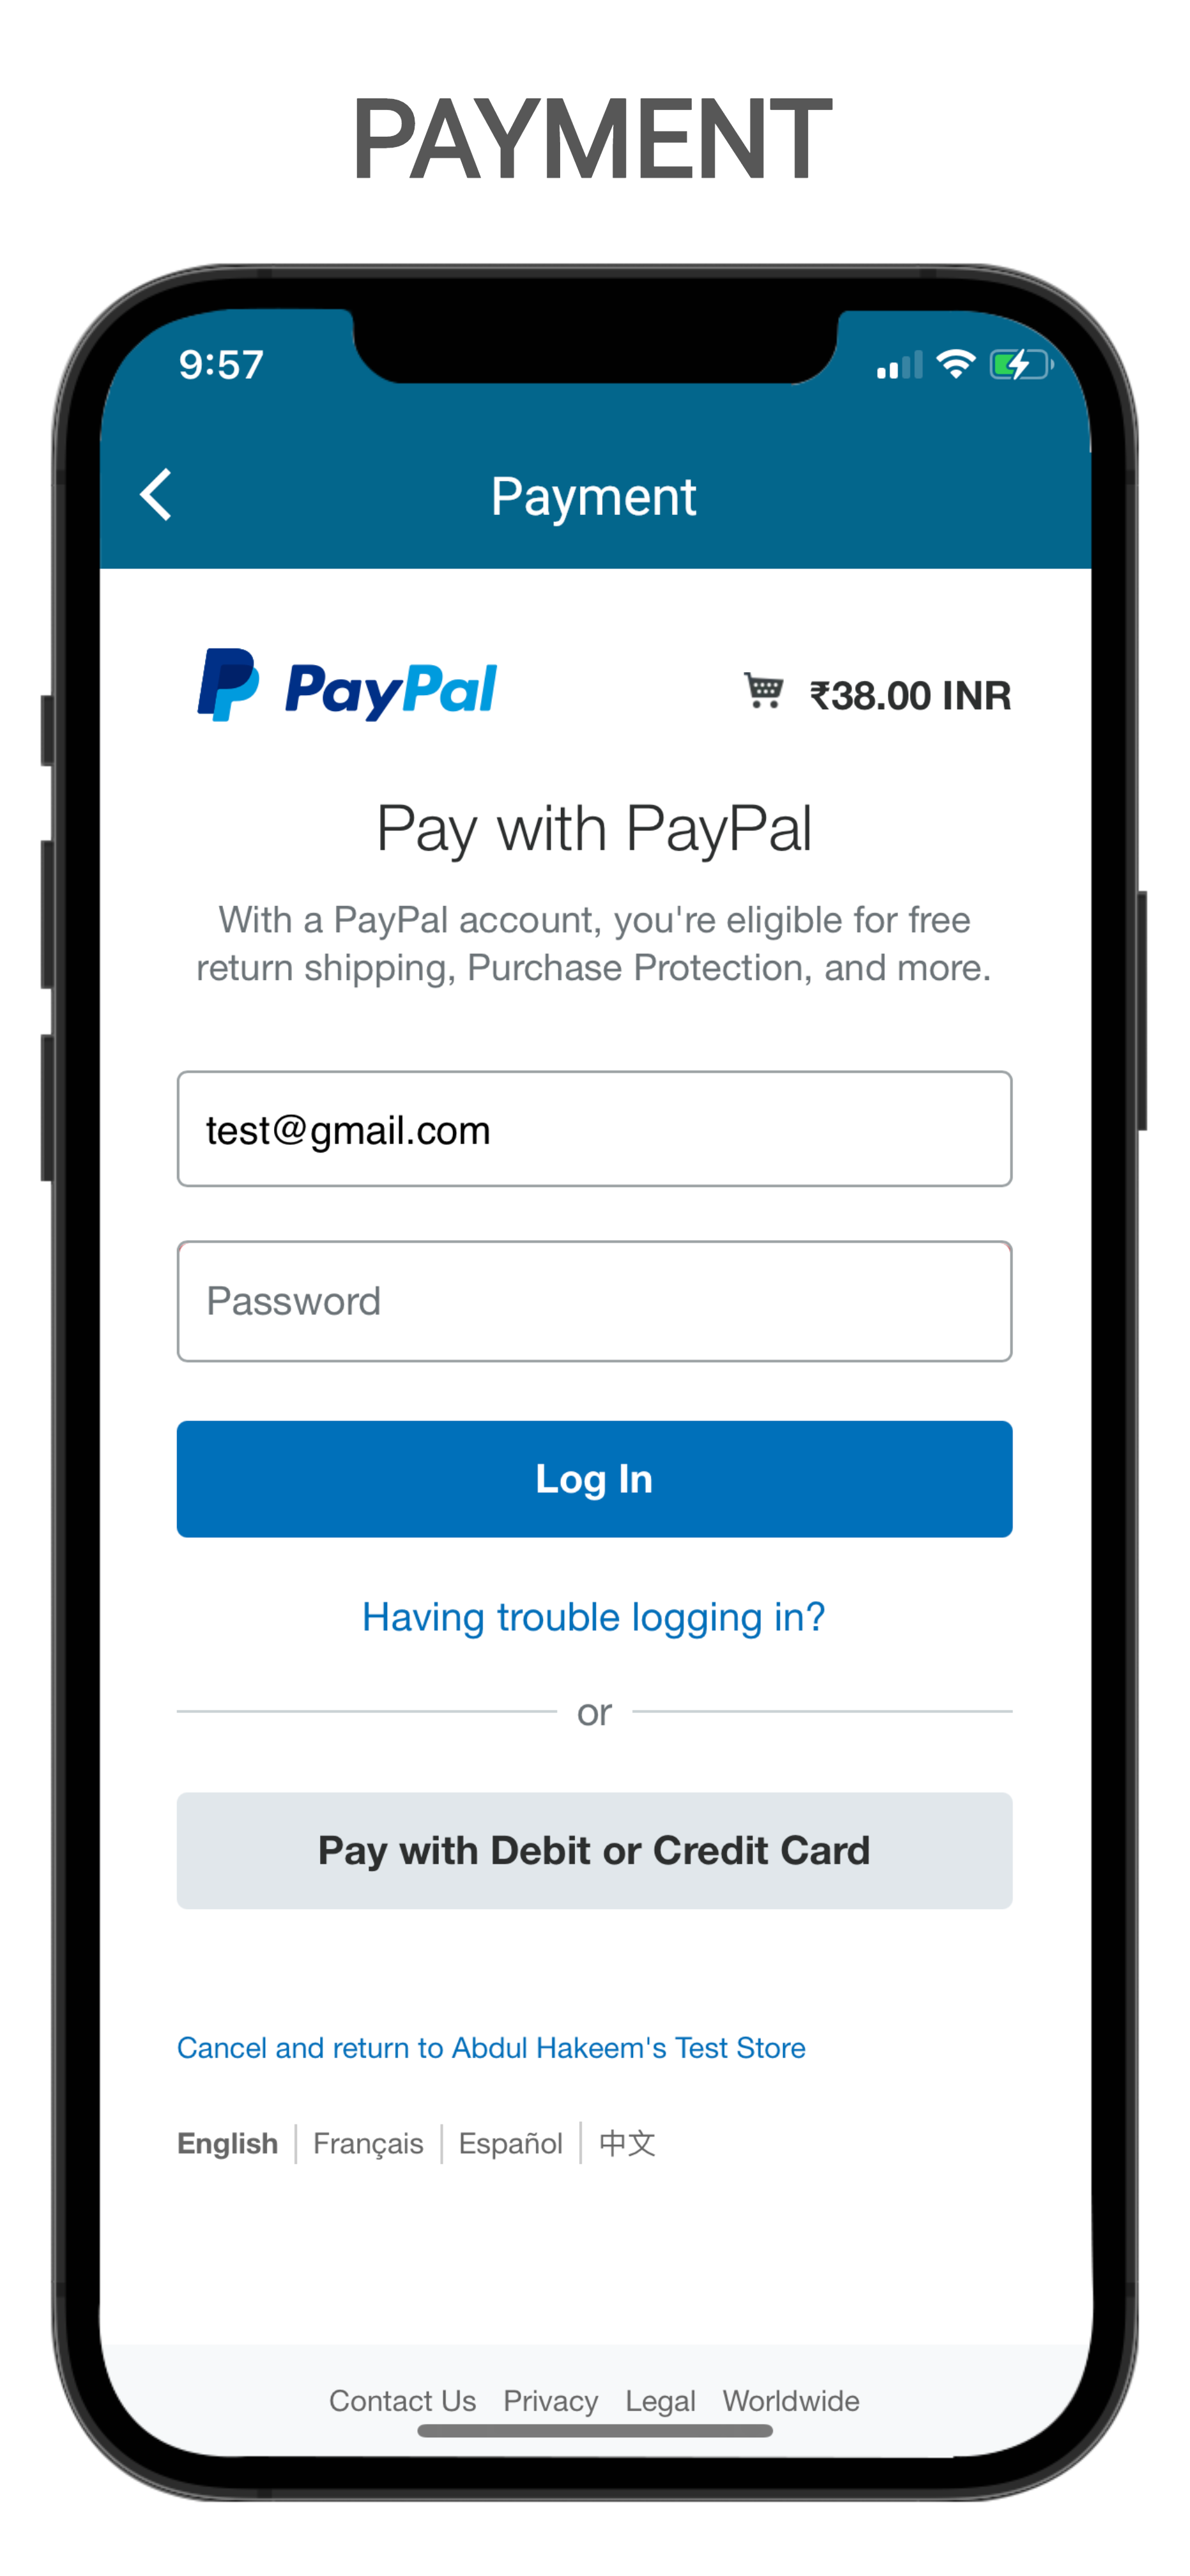 PAYMENT
9:57
Payment
PayPal
₹38.00 INR
Pay with PayPal
With a PayPal account, you're eligible for free
return shipping, Purchase Protection, and more.
test@gmail.com
Password
Log In
Having trouble logging in?
or
Pay with Debit or Credit Card
Cancel and return to Abdul Hakeem's Test Store
English | Français | Español | 中文
Contact Us Privacy Legal Worldwide